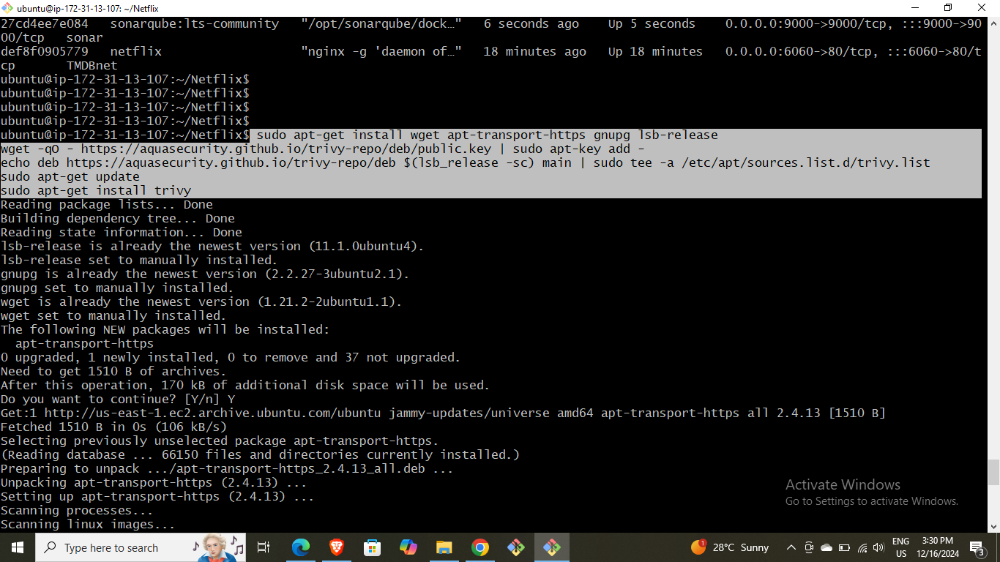 ubuntu@ip-172-31-13-107: ~/Netflix
27cd4ee7e084   sonarqube:lts-community   "/opt/sonarqube/dock…"   6 seconds ago    Up 5 seconds    0.0.0.0:9000->9000/tcp, :::9000->90
00/tcp   sonar
def8f0905779   netflix                   "nginx -g 'daemon of…"   18 minutes ago   Up 18 minutes   0.0.0.0:6060->80/tcp, :::6060->80/t
cp       TMDBnet
ubuntu@ip-172-31-13-107:~/Netflix$
ubuntu@ip-172-31-13-107:~/Netflix$
ubuntu@ip-172-31-13-107:~/Netflix$
ubuntu@ip-172-31-13-107:~/Netflix$
ubuntu@ip-172-31-13-107:~/Netflix$ sudo apt-get install wget apt-transport-https gnupg lsb-release
wget -qO - https://aquasecurity.github.io/trivy-repo/deb/public.key | sudo apt-key add -
echo deb https://aquasecurity.github.io/trivy-repo/deb $(lsb_release -sc) main | sudo tee -a /etc/apt/sources.list.d/trivy.list
sudo apt-get update
sudo apt-get install trivy
Reading package lists... Done
Building dependency tree... Done
Reading state information... Done
lsb-release is already the newest version (11.1.0ubuntu4).
lsb-release set to manually installed.
gnupg is already the newest version (2.2.27-3ubuntu2.1).
gnupg set to manually installed.
wget is already the newest version (1.21.2-2ubuntu1.1).
wget set to manually installed.
The following NEW packages will be installed:
  apt-transport-https
0 upgraded, 1 newly installed, 0 to remove and 37 not upgraded.
Need to get 1510 B of archives.
After this operation, 170 kB of additional disk space will be used.
Do you want to continue? [Y/n] Y
Get:1 http://us-east-1.ec2.archive.ubuntu.com/ubuntu jammy-updates/universe amd64 apt-transport-https all 2.4.13 [1510 B]
Fetched 1510 B in 0s (106 kB/s)
Selecting previously unselected package apt-transport-https.
(Reading database ... 66150 files and directories currently installed.)
Preparing to unpack .../apt-transport-https_2.4.13_all.deb ...
Unpacking apt-transport-https (2.4.13) ...
Setting up apt-transport-https (2.4.13) ...
Scanning processes...
Scanning linux images...
Activate Windows
Go to Settings to activate Windows.
Type here to search
1
28°C Sunny
ENG
US
3:30 PM
12/16/2024
3